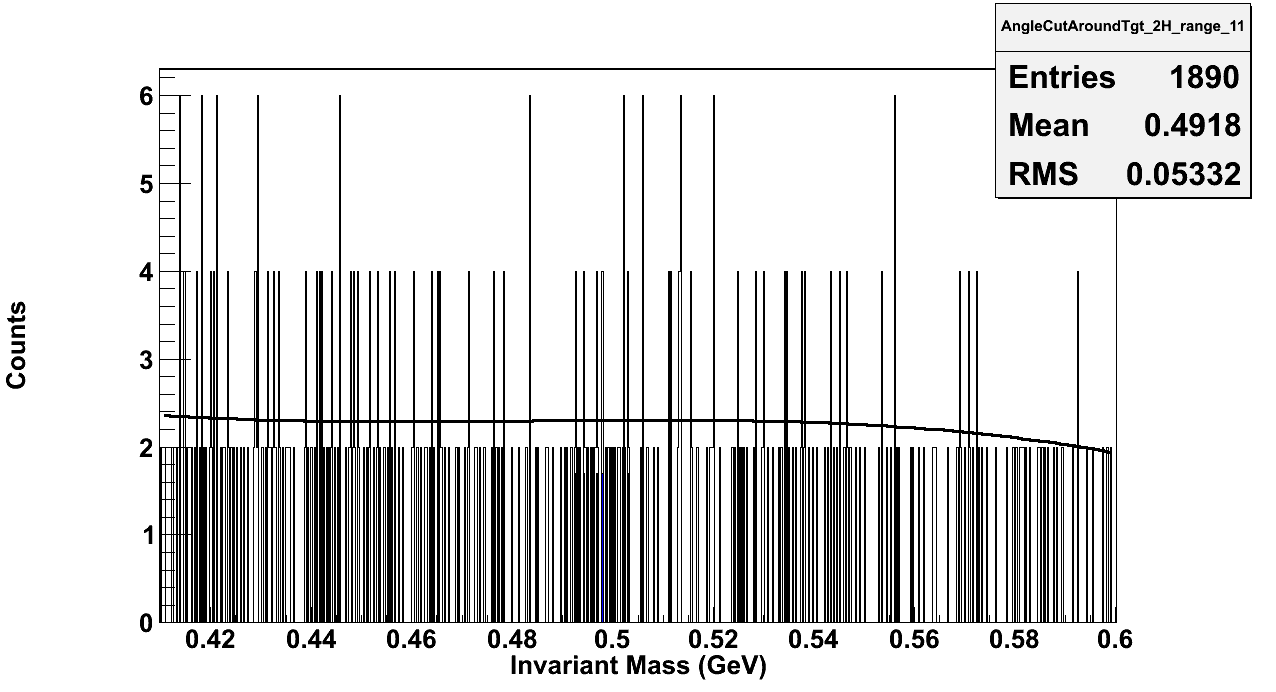 AngleCutAroundTgt_2H_range_11
Entries 1890
Mean 0.4918
RMS 0.05332
Counts
6
5
4
3
2
1
0
0.42 0.44 0.46 0.48 0.5 0.52 0.54 0.56 0.58 0.6
Invariant Mass (GeV)